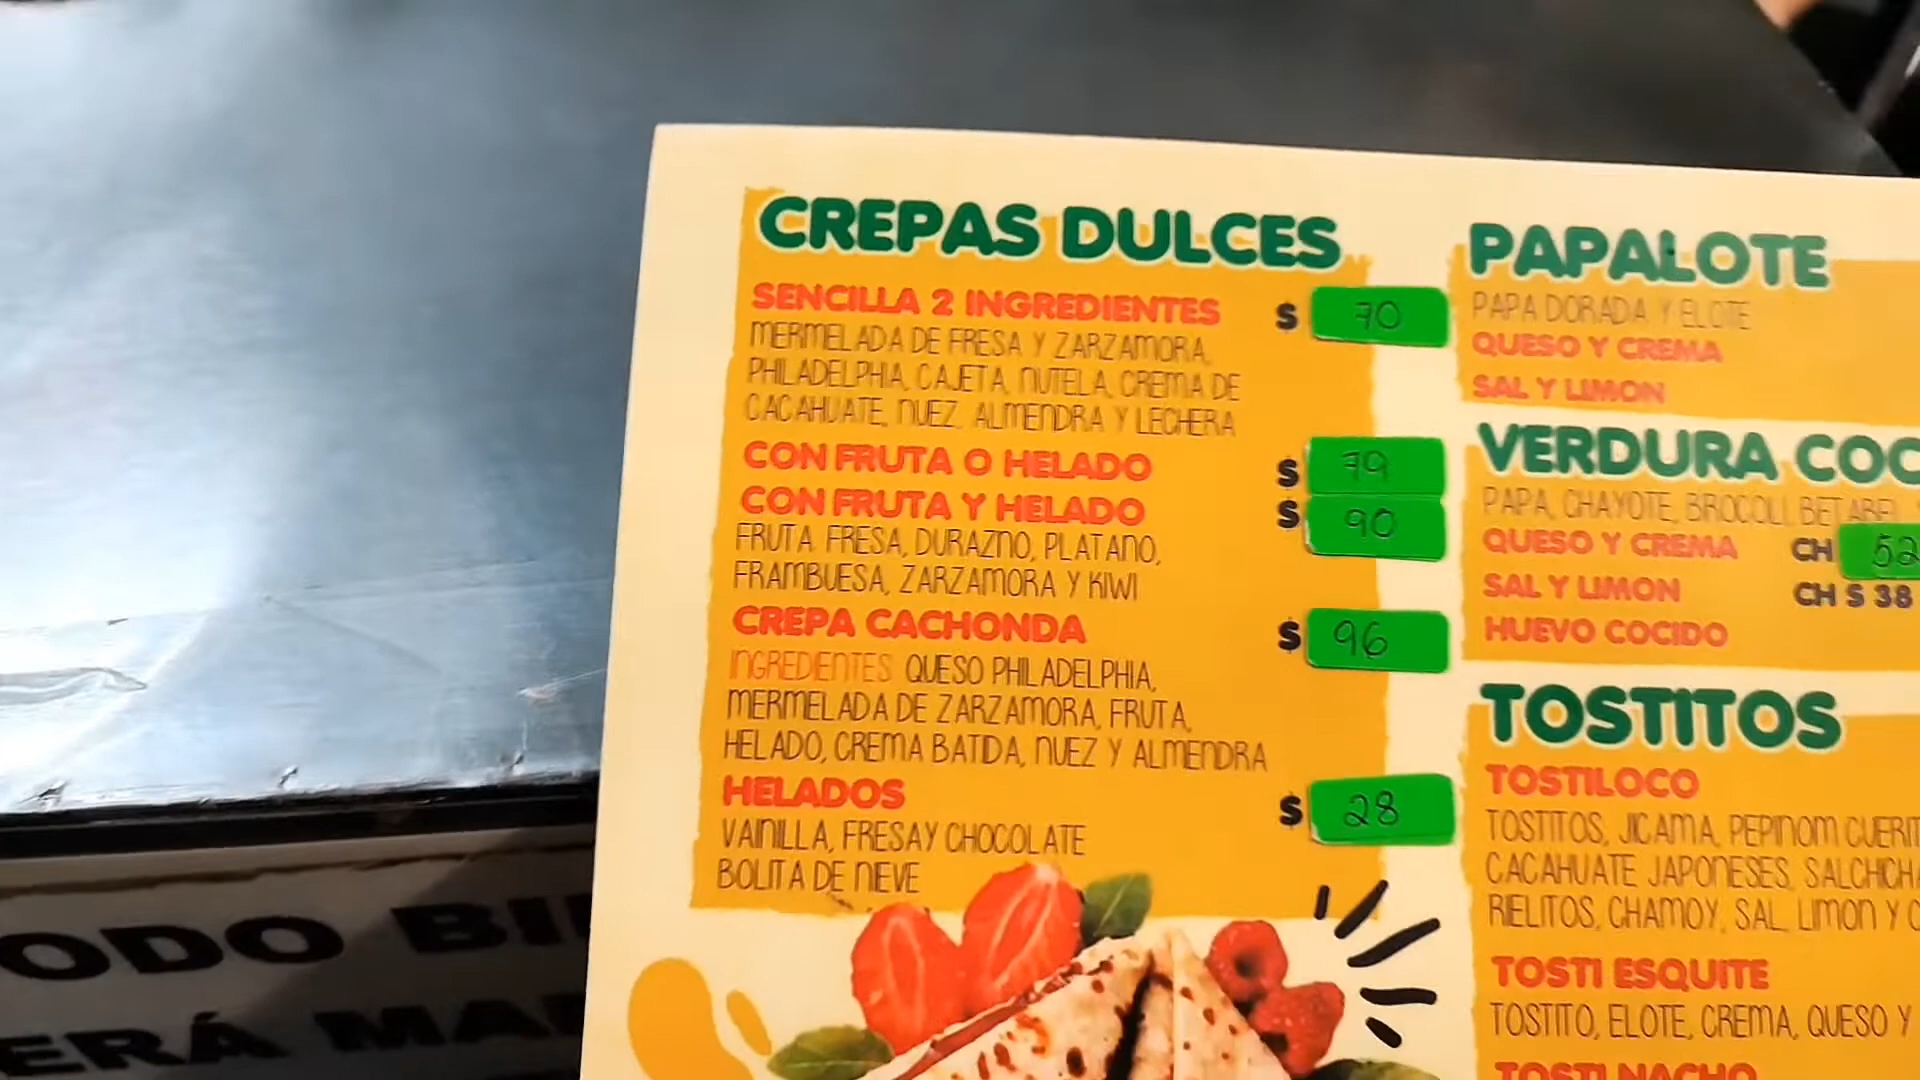 CREPAS DULCES
SENCILLA 2 INGREDIENTES $ 70
MERMELADA DE FRESA Y ZARZAMORA,
PHILADELPHIA, CAJETA, NUTELA, CREMA DE
CACAHUATE, NUEZ, ALMENDRA Y LECHERA
CON FRUTA O HELADO $ 79
CON FRUTA Y HELADO $ 90
FRUTA FRESA, DURAZNO, PLATANO,
FRAMBUESA, ZARZAMORA Y KIWI
CREPA CACHONDA $ 96
INGREDIENTES QUESO PHILADELPHIA,
MERMELADA DE ZARZAMORA, FRUTA,
HELADO, CREMA BATIDA, NUEZ Y ALMENDRA
HELADOS $ 28
VAINILLA, FRESA Y CHOCOLATE
BOLITA DE NIEVE
PAPALOTE
PAPA DORADA Y ELOTE
QUESO Y CREMA
SAL Y LIMON
VERDURA COC
PAPA, CHAYOTE, BROCOLI, BETABEL
QUESO Y CREMA CH 52
SAL Y LIMON CH $ 38
HUEVO COCIDO
TOSTITOS
TOSTILOCO
TOSTITOS, JICAMA, PEPINOM CUERIT
CACAHUATE JAPONESES, SALCHICHA
RIELITOS, CHAMOY, SAL, LIMON Y
TOSTI ESQUITE
TOSTITO, ELOTE, CREMA, QUESO Y
TOSTI NACHO
ODO BI
ERÁ MA